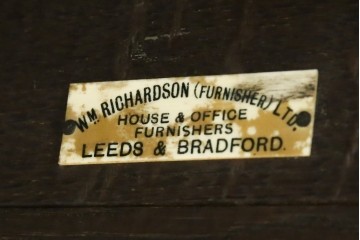 WM RICHARDSON (FURNISHER) LTD.
HOUSE & OFFICE
FURNISHERS
LEEDS & BRADFORD.